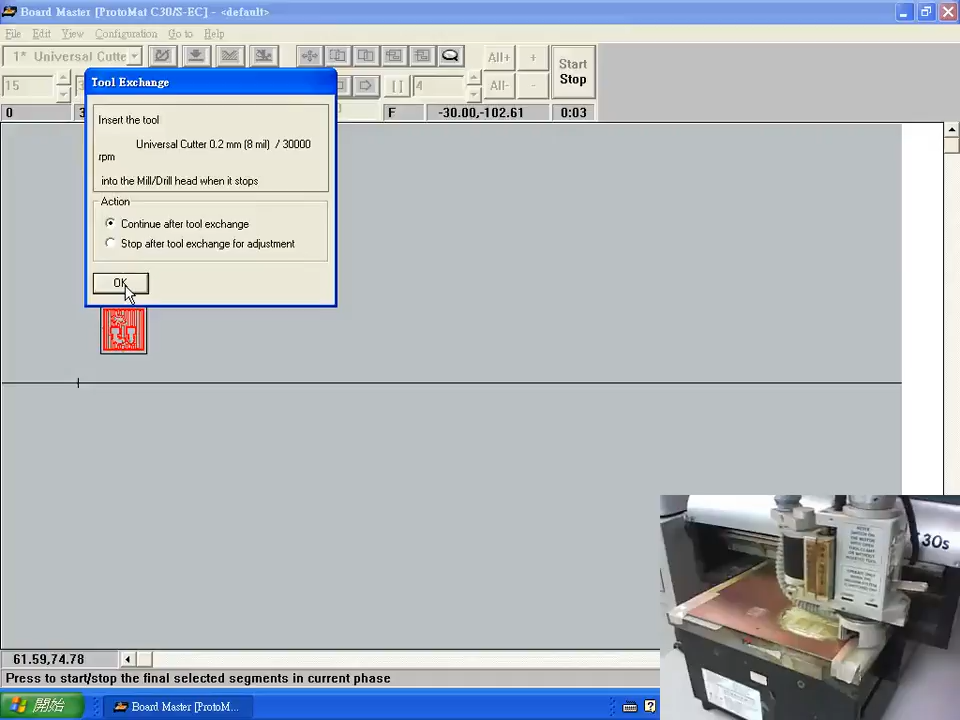 Board Master [ProtoMat C30/S-EC] - <default>
File Edit View Configuration Go to Help
1* Universal Cutte
All+ +
Start
Stop
15
4
All- -
0
F -30.00,-102.61 0:03
Tool Exchange
Insert the tool
Universal Cutter 0.2 mm (8 mil) / 30000
rpm
into the Mill/Drill head when it stops
Action
Continue after tool exchange
Stop after tool exchange for adjustment
OK
30s
61.59,74.78
Press to start/stop the final selected segments in current phase
開始
Board Master [ProtoM...